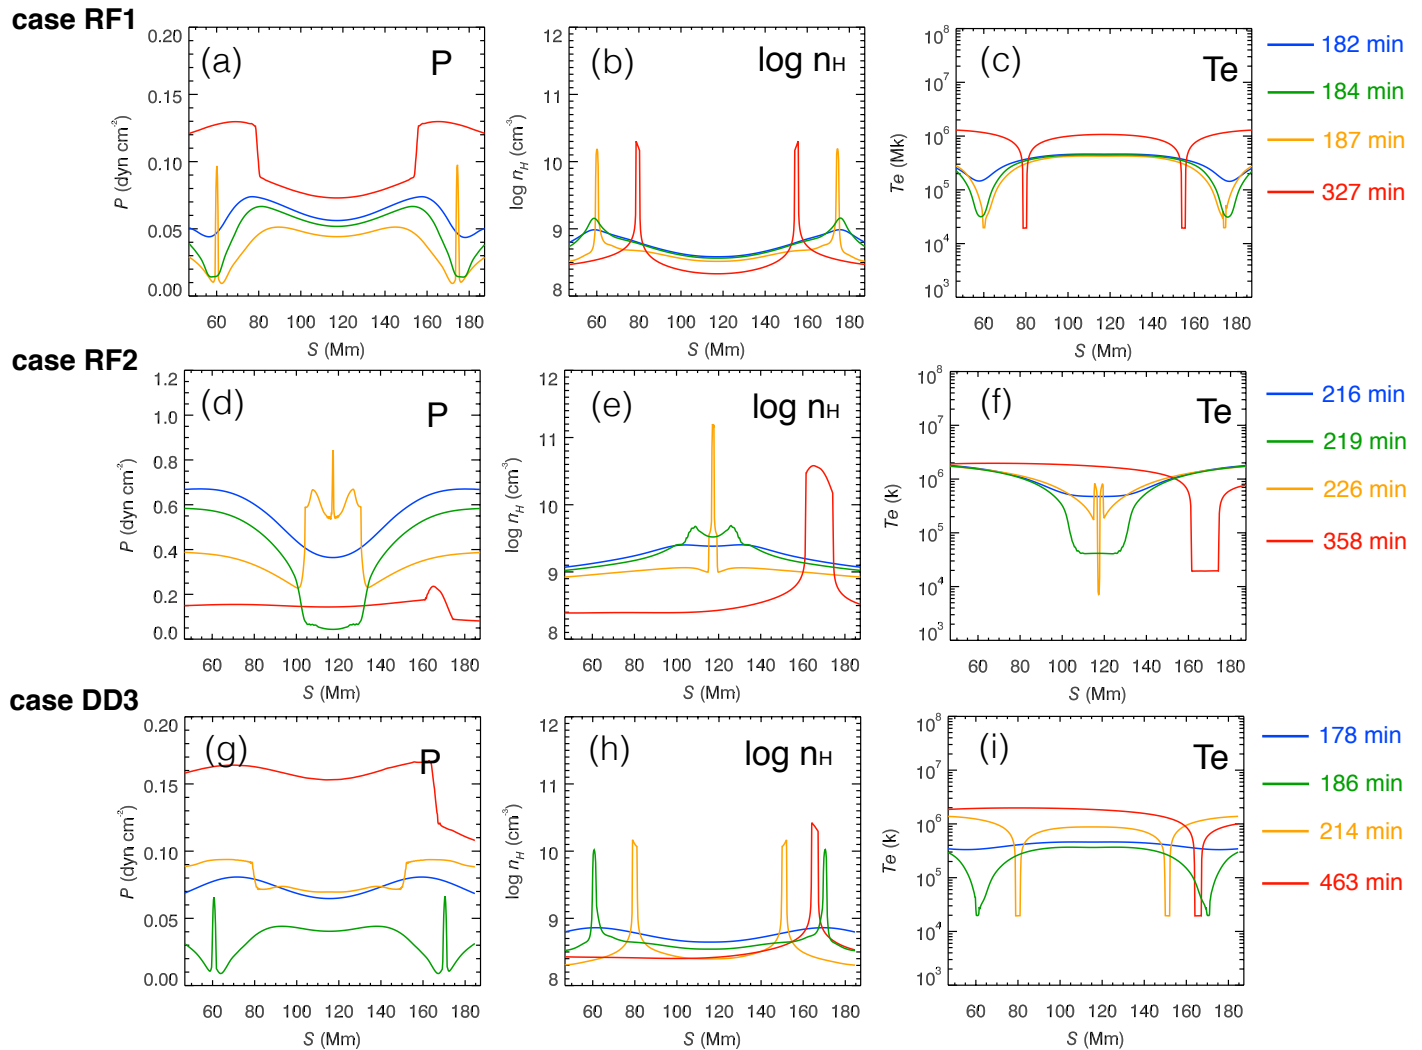 case RF1
(a)
P
0.20
0.15
0.10
0.05
0.00
P (dyn cm⁻²)
60 80 100 120 140 160 180
S (Mm)
(b)
log nH
12
11
10
9
8
log nH (cm⁻³)
60 80 100 120 140 160 180
S (Mm)
(c)
Te
10⁸
10⁷
10⁶
10⁵
10⁴
10³
Te (Mk)
60 80 100 120 140 160 180
S (Mm)
182 min
184 min
187 min
327 min
case RF2
(d)
P
1.2
1.0
0.8
0.6
0.4
0.2
0.0
P (dyn cm⁻²)
60 80 100 120 140 160 180
S (Mm)
(e)
log nH
12
11
10
9
8
log nH (cm⁻³)
60 80 100 120 140 160 180
S (Mm)
(f)
Te
10⁸
10⁷
10⁶
10⁵
10⁴
10³
Te (k)
60 80 100 120 140 160 180
S (Mm)
216 min
219 min
226 min
358 min
case DD3
(g)
P
0.20
0.15
0.10
0.05
0.00
P (dyn cm⁻²)
60 80 100 120 140 160 180
S (Mm)
(h)
log nH
12
11
10
9
8
log nH (cm⁻³)
60 80 100 120 140 160 180
S (Mm)
(i)
Te
10⁸
10⁷
10⁶
10⁵
10⁴
10³
Te (k)
60 80 100 120 140 160 180
S (Mm)
178 min
186 min
214 min
463 min